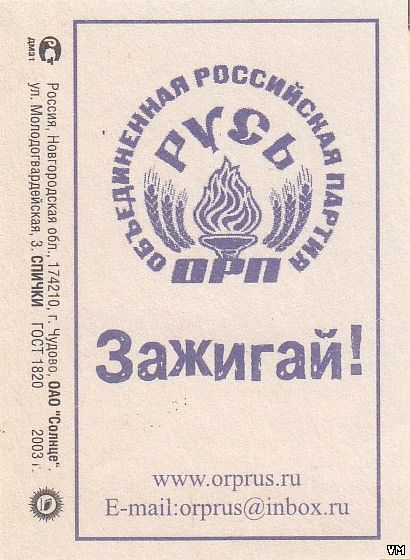 ОБЪЕДИНЕННАЯ РОССИЙСКАЯ ПАРТИЯ
РУСЬ
ОРП
Зажигай!
www.orprus.ru
E-mail:orprus@inbox.ru
ДМ31
Россия, Новгородская обл., 174210, г. Чудово, ОАО "Солнце".
ул. Молодогвардейская, 3. СПИЧКИ ГОСТ 1820 2003 г.
VM